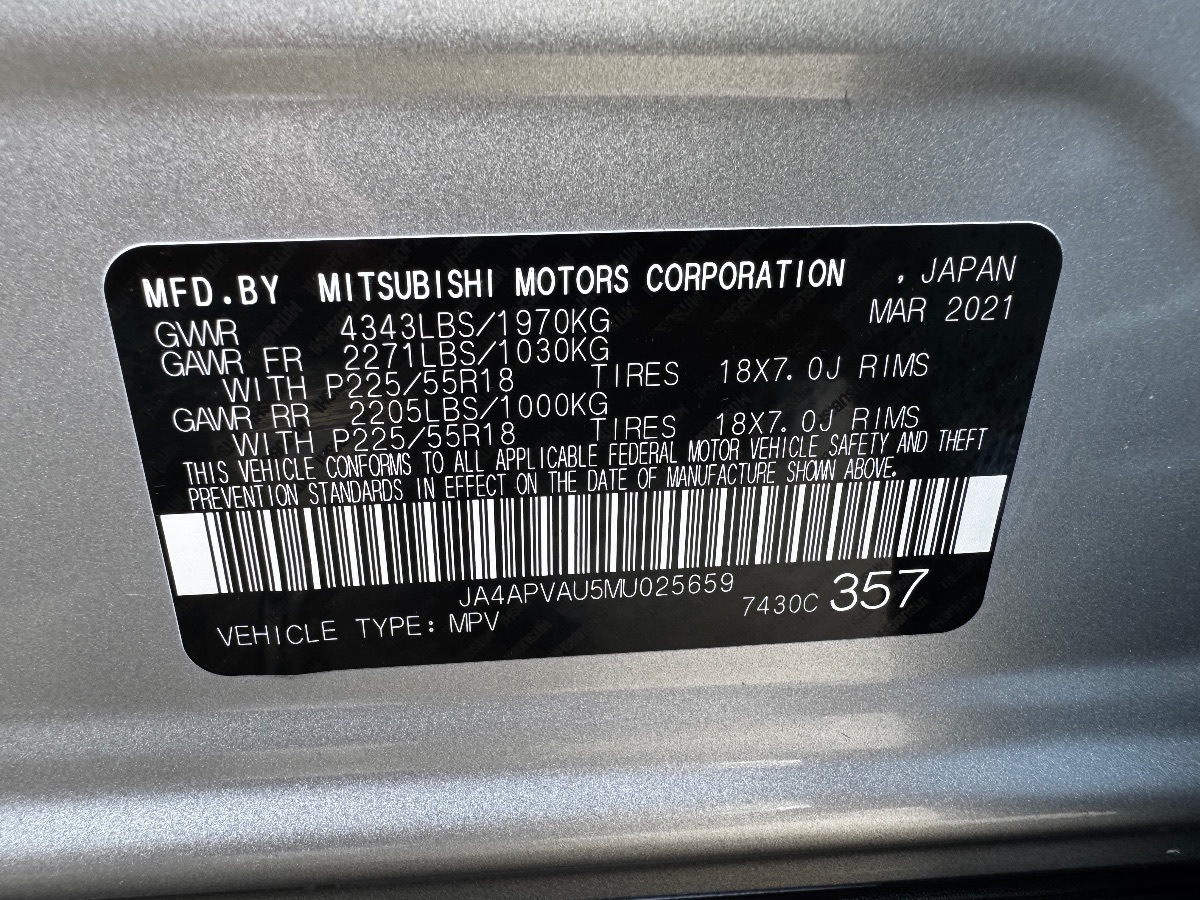 MFD.BY MITSUBISHI MOTORS CORPORATION , JAPAN
MAR 2021
GVWR 4343LBS/1970KG
GAWR FR 2271LBS/1030KG
WITH P225/55R18 TIRES 18X7.0J RIMS
GAWR RR 2205LBS/1000KG
WITH P225/55R18 TIRES 18X7.0J RIMS
THIS VEHICLE CONFORMS TO ALL APPLICABLE FEDERAL MOTOR VEHICLE SAFETY AND THEFT
PREVENTION STANDARDS IN EFFECT ON THE DATE OF MANUFACTURE SHOWN ABOVE.
JA4APVAU5MU025659
7430C 357
VEHICLE TYPE: MPV